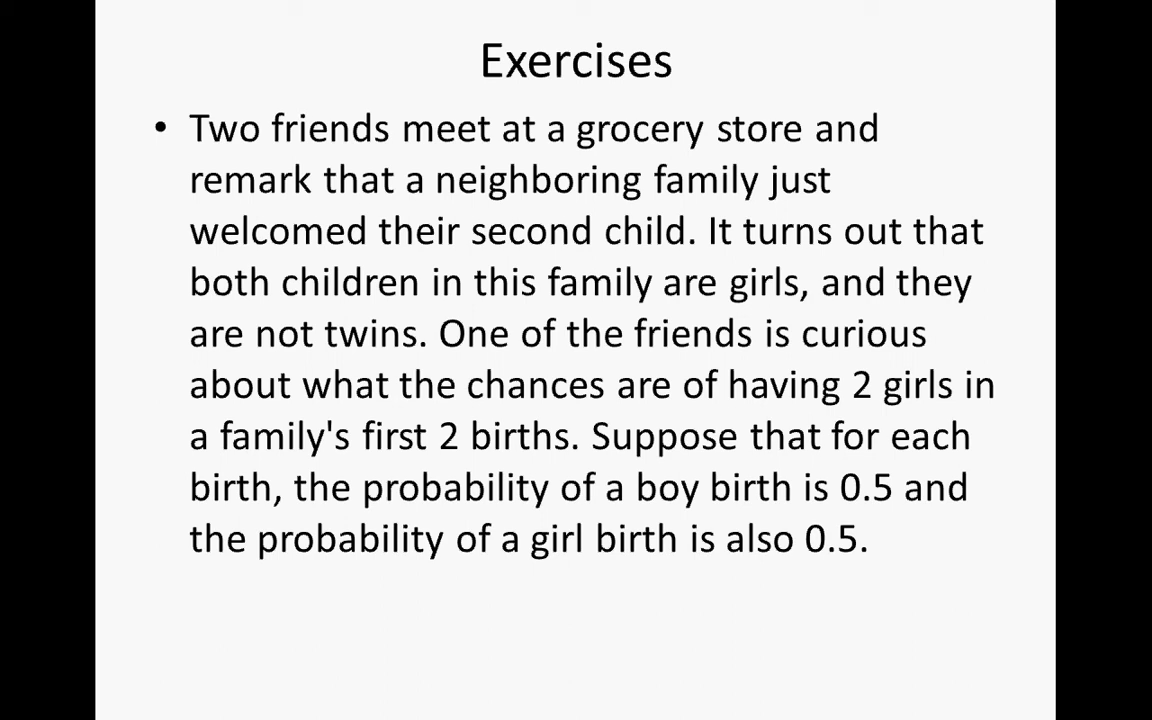 Exercises
• Two friends meet at a grocery store and
remark that a neighboring family just
welcomed their second child. It turns out that
both children in this family are girls, and they
are not twins. One of the friends is curious
about what the chances are of having 2 girls in
a family's first 2 births. Suppose that for each
birth, the probability of a boy birth is 0.5 and
the probability of a girl birth is also 0.5.